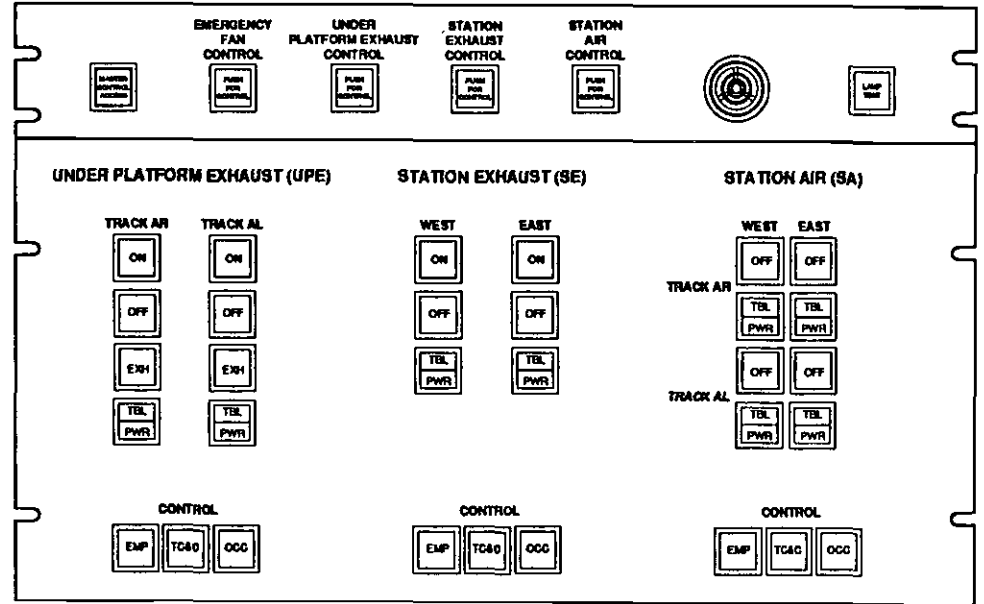 EMERGENCY
FAN
CONTROL
UNDER
PLATFORM EXHAUST
CONTROL
STATION
EXHAUST
CONTROL
STATION
AIR
CONTROL
MASTER
CONTROL
ACCESS
PUSH
FOR
CONTROL
PUSH
FOR
CONTROL
PUSH
FOR
CONTROL
PUSH
FOR
CONTROL
LAMP
TEST
UNDER PLATFORM EXHAUST (UPE)
TRACK AR TRACK AL
ON ON
OFF OFF
EXH EXH
TBL TBL
PWR PWR
CONTROL
EMP TC&C OCC
STATION EXHAUST (SE)
WEST EAST
ON ON
OFF OFF
TBL TBL
PWR PWR
CONTROL
EMP TC&C OCC
STATION AIR (SA)
WEST EAST
OFF OFF
TRACK AR
TBL TBL
PWR PWR
OFF OFF
TRACK AL
TBL TBL
PWR PWR
CONTROL
EMP TC&C OCC